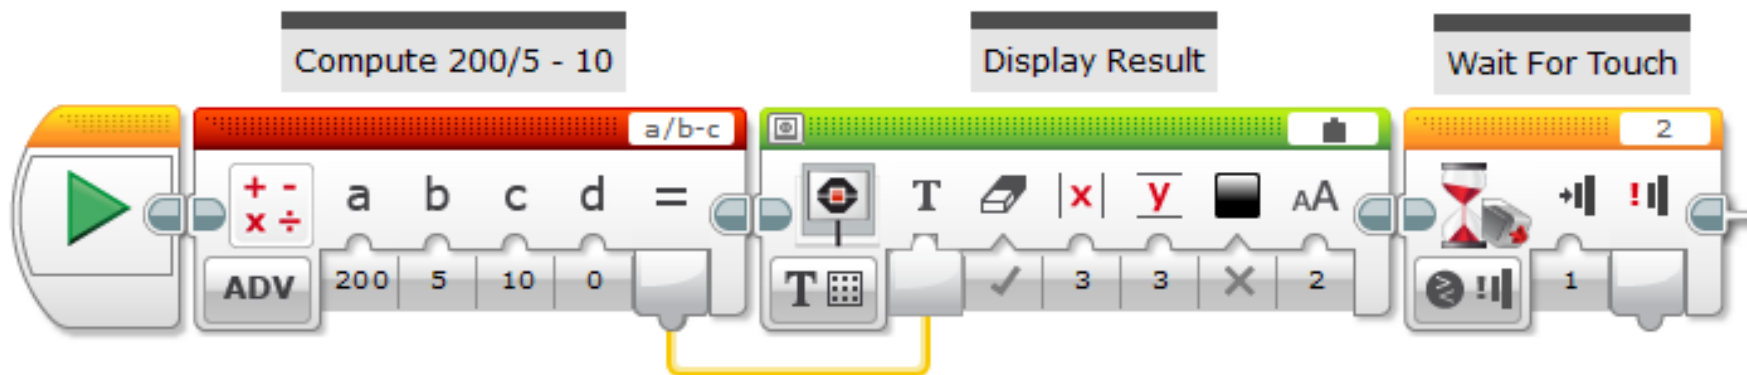 Compute 200/5 - 10
Display Result
Wait For Touch
a/b-c
2
a b c d =
T x y AA
ADV
200 5 10 0
T
3 3 2
1